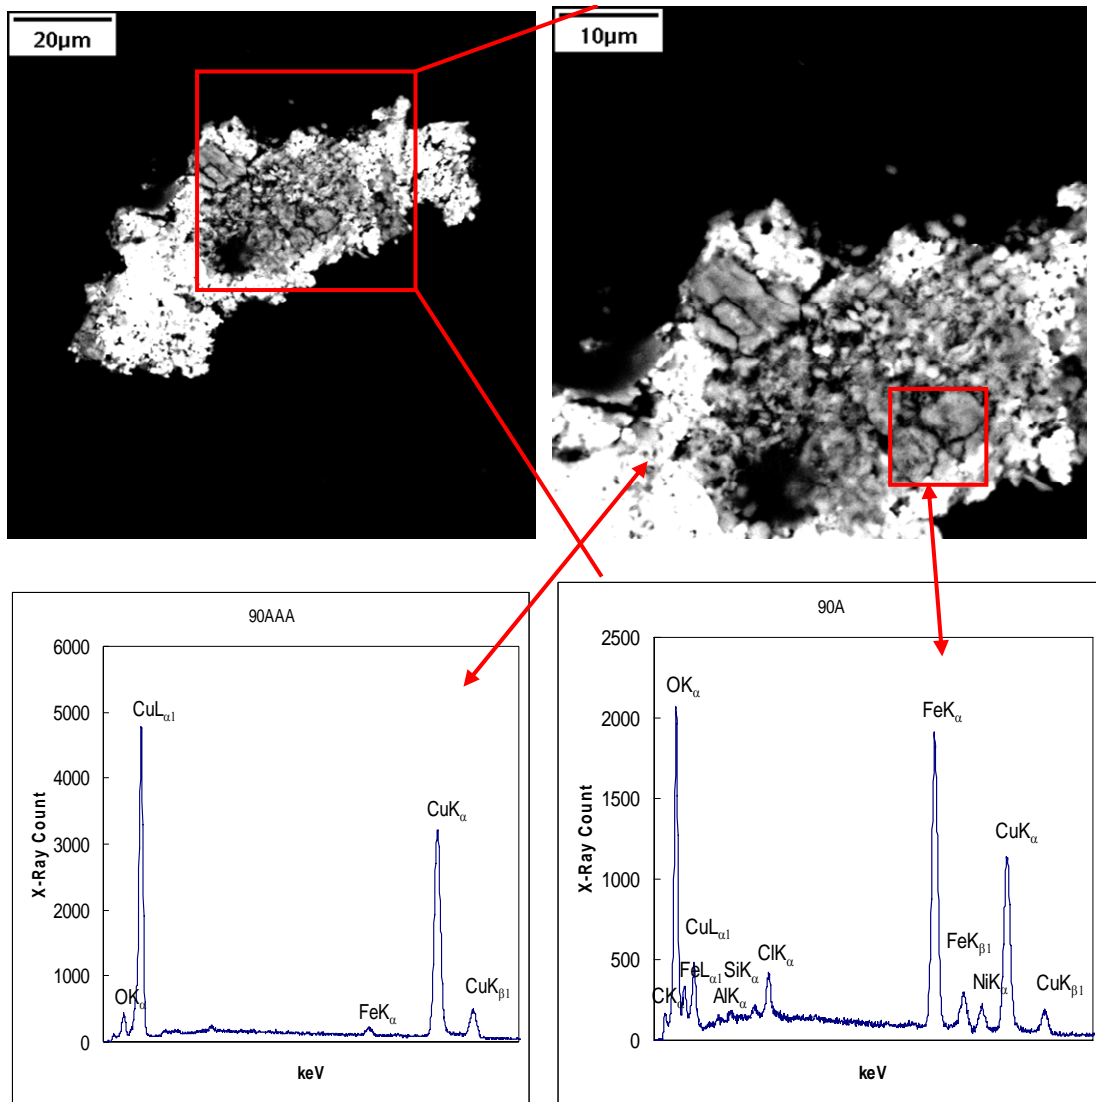 20µm
10µm
90AAA
6000
5000
4000
3000
2000
1000
0
X-Ray Count
keV
OKα
CuLα1
FeKα
CuKα
CuKβ1
90A
2500
2000
1500
1000
500
0
X-Ray Count
keV
CKα
OKα
FeLα1
CuLα1
AlKα
SiKα
ClKα
FeKα
FeKβ1
NiKα
CuKα
CuKβ1